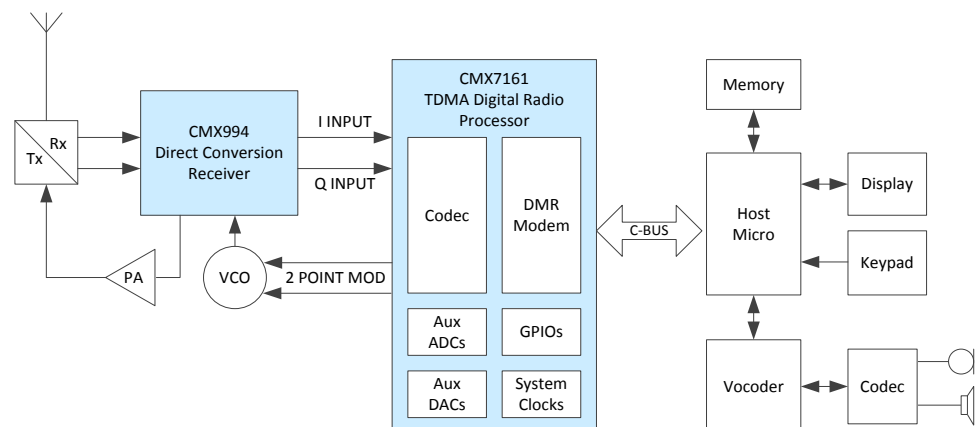 Tx
Rx
CMX994
Direct Conversion
Receiver
PA
VCO
I INPUT
Q INPUT
2 POINT MOD
CMX7161
TDMA Digital Radio
Processor
Codec
DMR
Modem
Aux
ADCs
GPIOs
Aux
DACs
System
Clocks
C-BUS
Memory
Host
Micro
Display
Keypad
Vocoder
Codec